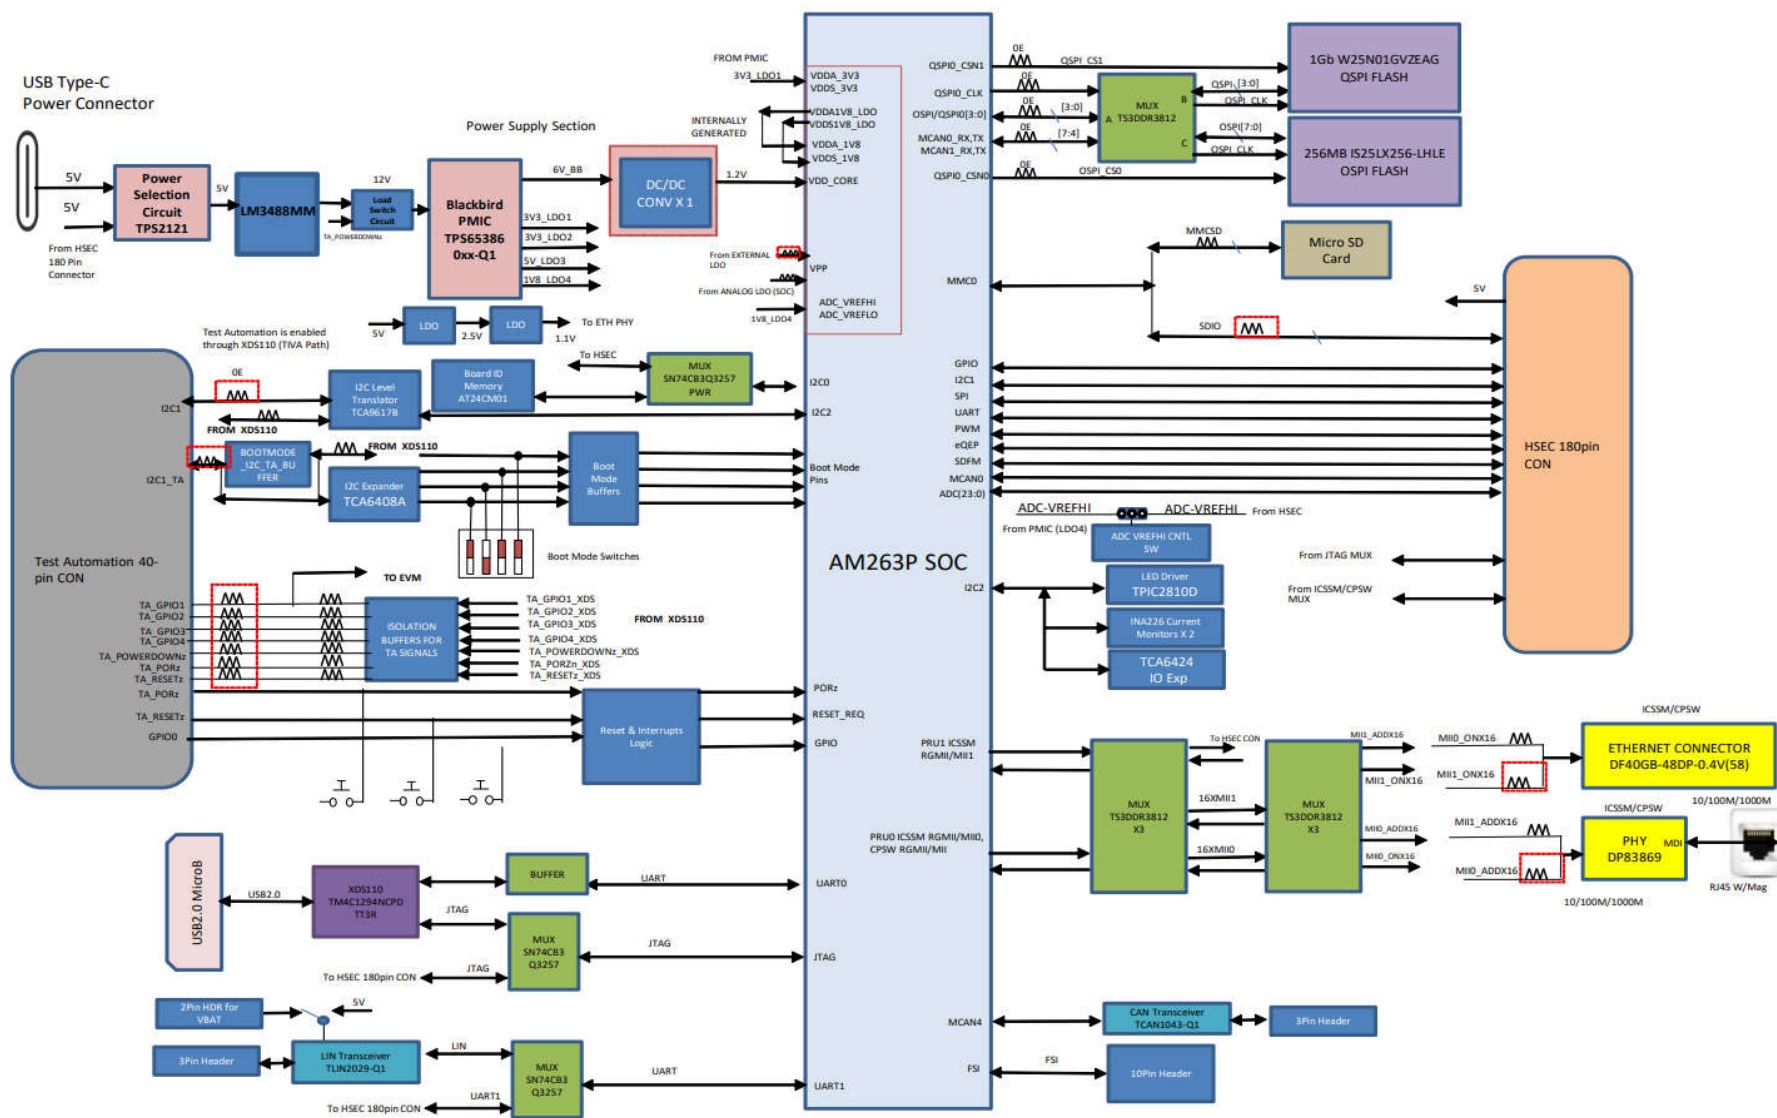 USB Type-C
Power Connector
5V
5V
From HSEC
180 Pin
Connector
Power
Selection
Circuit
TPS2121
5V
LM3488MM
12V
Load
Switch
Circuit
TA_POWERDOWNz
Power Supply Section
Blackbird
PMIC
TPS65386
0xx-Q1
6V_BB
3V3_LDO1
3V3_LDO2
5V_LDO3
1V8_LDO4
DC/DC
CONV X 1
1.2V
5V
LDO
2.5V
LDO
1.1V
To ETH PHY
FROM PMIC
3V3_LDO1
INTERNALLY
GENERATED
From EXTERNAL
LDO
From ANALOG LDO (SOC)
1V8_LDO4
VDDA_3V3
VDDS_3V3
VDDA1V8_LDO
VDDS1V8_LDO
VDDA_1V8
VDDS_1V8
VDD_CORE
VPP
ADC_VREFHI
ADC_VREFLO
AM263P SOC
Test Automation is enabled
through XDS110 (TIVA Path)
Test Automation 40-
pin CON
0E
I2C1
FROM XDS110
I2C Level
Translator
TCA9617B
Board ID
Memory
AT24CM01
To HSEC
MUX
SN74CB3Q3257
PWR
I2C0
I2C2
I2C1_TA
BOOTMODE
_I2C_TA_BU
FFER
FROM XDS110
I2C Expander
TCA6408A
Boot
Mode
Buffers
Boot Mode
Pins
Boot Mode Switches
TO EVM
TA_GPIO1
TA_GPIO2
TA_GPIO3
TA_GPIO4
TA_POWERDOWNz
TA_PORz
TA_RESETz
TA_PORz
TA_RESETz
GPIO0
ISOLATION
BUFFERS FOR
TA SIGNALS
TA_GPIO1_XDS
TA_GPIO2_XDS
TA_GPIO3_XDS
TA_GPIO4_XDS
TA_POWERDOWNz_XDS
TA_PORZn_XDS
TA_RESETz_XDS
FROM XDS110
Reset & Interrupts
Logic
PORz
RESET_REQ
GPIO
USB2.0 MicroB
USB2.0
XDS110
TM4C1294NCPD
TT3R
BUFFER
UART
UART0
JTAG
MUX
SN74CB3
Q3257
JTAG
JTAG
JTAG
To HSEC 180pin CON
2Pin HDR for
VBAT
5V
3Pin Header
LIN Transceiver
TLIN2029-Q1
LIN
MUX
SN74CB3
Q3257
UART
UART1
UART1
To HSEC 180pin CON
QSPI0_CSN1
QSPI0_CLK
OSPI/QSPI0[3:0]
MCAN0_RX,TX
MCAN1_RX,TX
QSPI0_CSN0
0E
0E
0E
0E
0E
QSPI_CS1
[3:0]
[7:4]
OSPI_CS0
MUX
TS3DDR3812
A
B
C
QSPI_[3:0]
QSPI_CLK
OSPI[7:0]
OSPI_CLK
1Gb W25N01GVZEAG
QSPI FLASH
256MB IS25LX256-LHLE
OSPI FLASH
MMC0
MMCSD
SDIO
Micro SD
Card
HSEC 180pin
CON
5V
GPIO
I2C1
SPI
UART
PWM
eQEP
SDFM
MCAN0
ADC(23:0)
ADC-VREFHI
ADC-VREFHI
From HSEC
From PMIC (LDO4)
ADC VREFHI CNTL
SW
From JTAG MUX
From ICSSM/CPSW
MUX
I2C2
LED Driver
TPIC2810D
INA226 Current
Monitors X 2
TCA6424
IO Exp
PRU1 ICSSM
RGMII/MII1
PRU0 ICSSM RGMII/MII0,
CPSW RGMII/MII
MUX
TS3DDR3812
X3
To HSEC CON
16XMII1
16XMII0
MUX
TS3DDR3812
X3
MII1_ADDX16
MII1_ONX16
MII0_ADDX16
MII0_ONX16
MII0_ONX16
MII1_ONX16
ICSSM/CPSW
ETHERNET CONNECTOR
DF40GB-48DP-0.4V(58)
10/100M/1000M
MII1_ADDX16
MII0_ADDX16
ICSSM/CPSW
PHY
DP83869
MDI
RJ45 W/Mag
10/100M/1000M
MCAN4
CAN Transceiver
TCAN1043-Q1
3Pin Header
FSI
FSI
10Pin Header